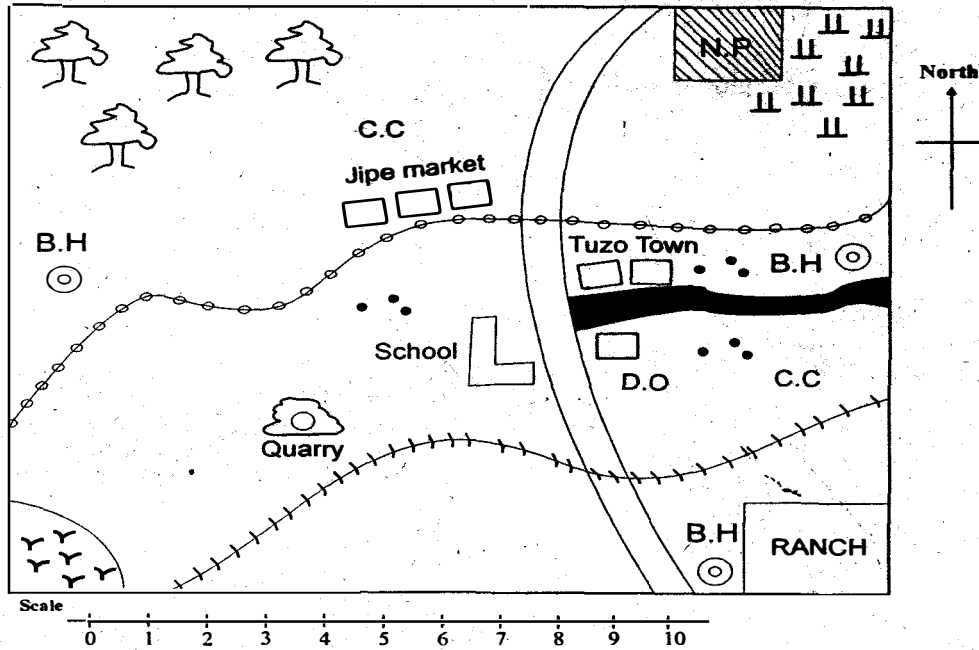 N.P
North
C.C
Jipe market
B.H
Tuzo Town
B.H
School
D.O
C.C
Quarry
B.H
RANCH
Scale
0 1 2 3 4 5 6 7 8 9 10